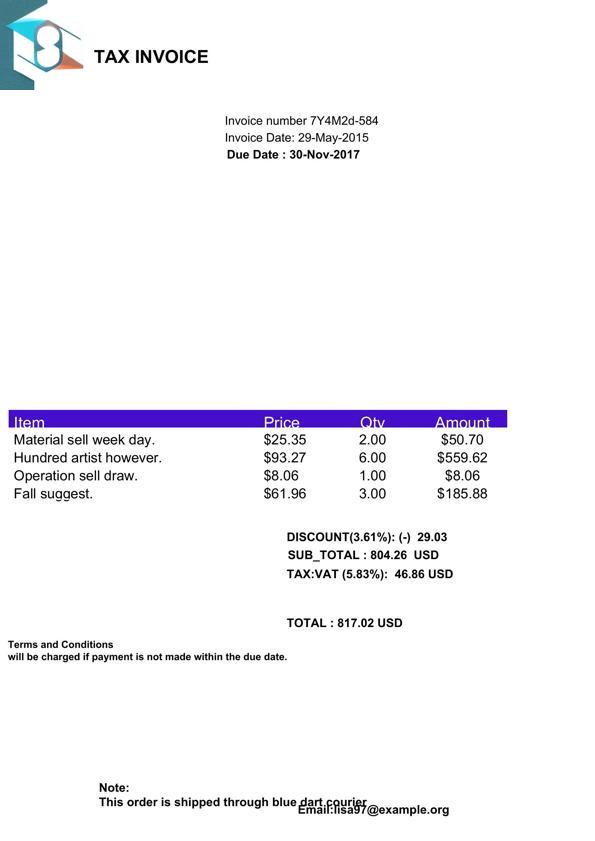 TAX INVOICE
Invoice number 7Y4M2d-584
Invoice Date: 29-May-2015
Due Date : 30-Nov-2017
Item Price Qty Amount
Material sell week day. $25.35 2.00 $50.70
Hundred artist however. $93.27 6.00 $559.62
Operation sell draw. $8.06 1.00 $8.06
Fall suggest. $61.96 3.00 $185.88
DISCOUNT(3.61%): (-) 29.03
SUB_TOTAL : 804.26 USD
TAX:VAT (5.83%): 46.86 USD
TOTAL : 817.02 USD
Terms and Conditions
will be charged if payment is not made within the due date.
Note:
This order is shipped through blue dart courier
Email:lisa97@example.org